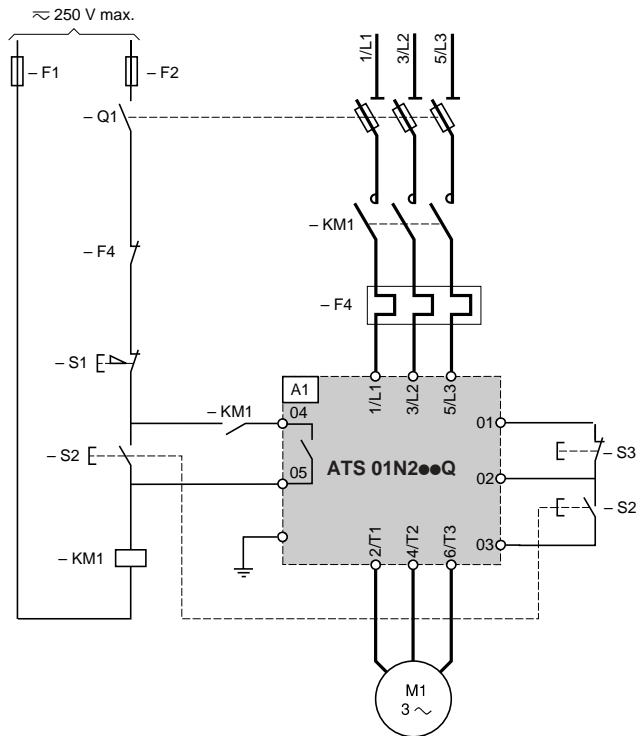 ⩦ 250 V max.
– F1
– F2
1/L1
3/L2
5/L3
– Q1
– KM1
– F4
– F4
– S1
A1
1/L1
3/L2
5/L3
– KM1
04
01
– S3
– S2
05
ATS 01N2●●Q
02
– S2
2/T1
4/T2
6/T3
03
– KM1
M1
3 ∼